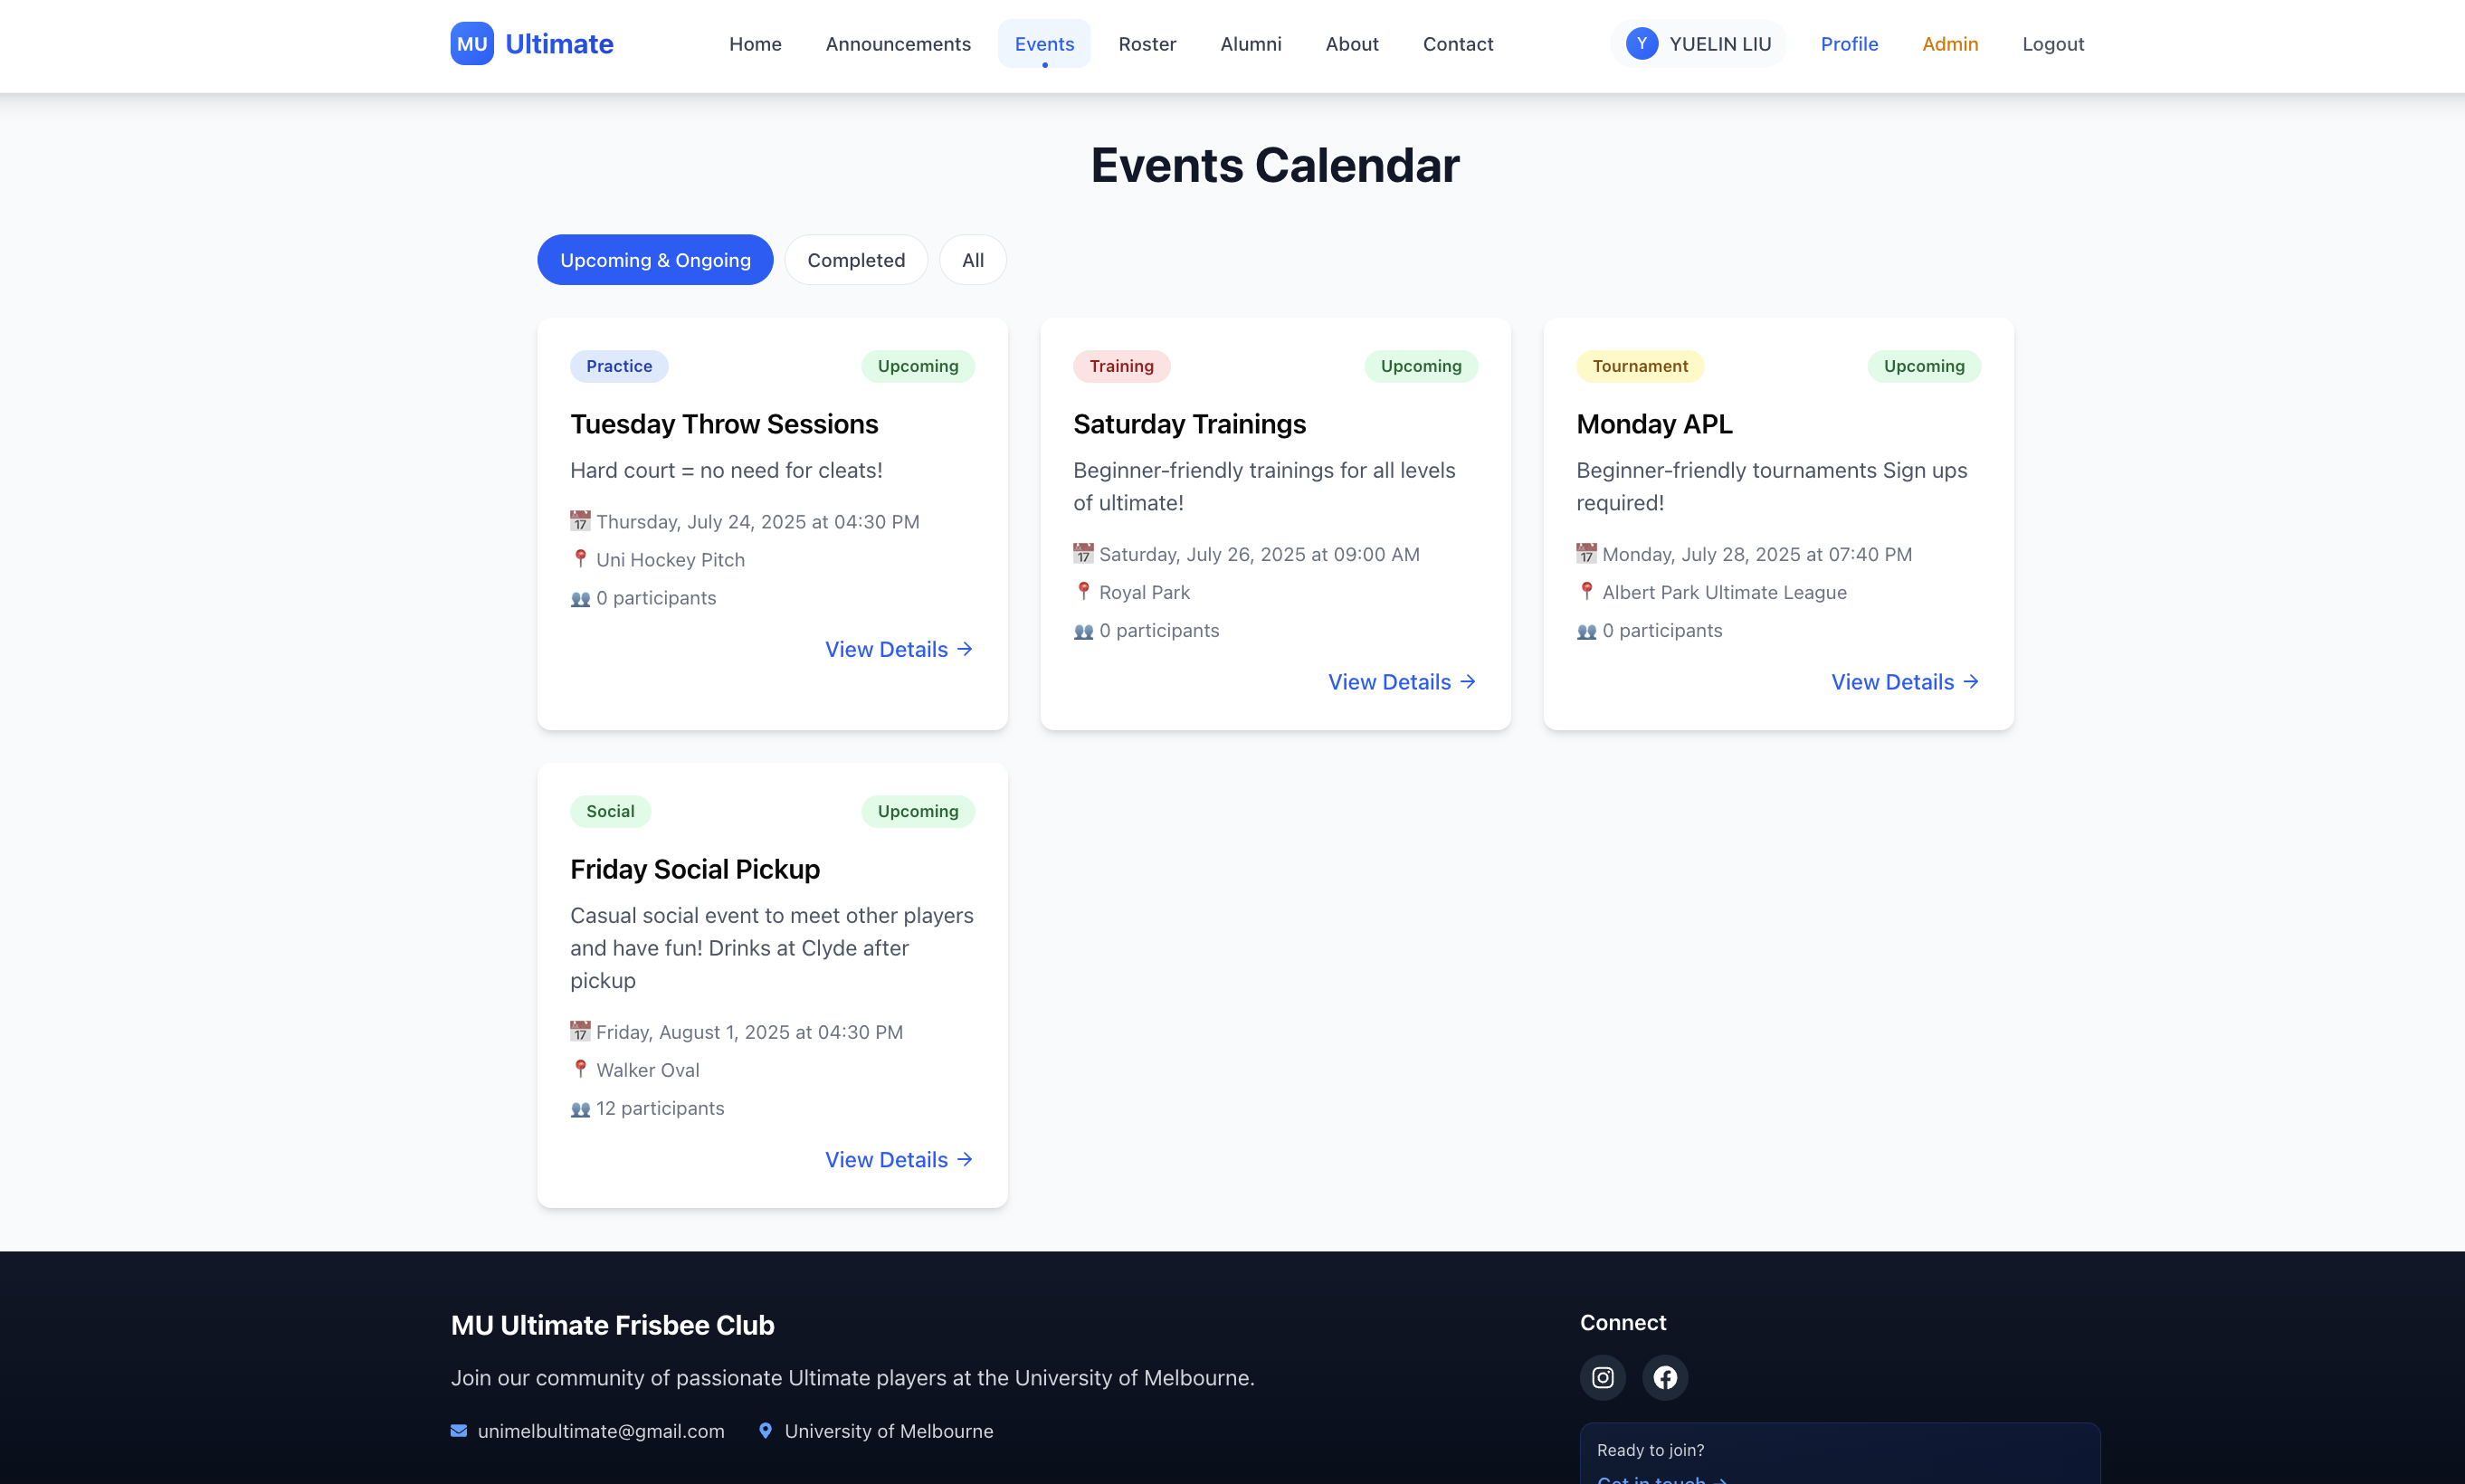 MU Ultimate Home Announcements Events Roster Alumni About Contact Y YUELIN LIU Profile Admin Logout
Events Calendar
Upcoming & Ongoing Completed All
Practice Upcoming
Tuesday Throw Sessions
Hard court = no need for cleats!
17 Thursday, July 24, 2025 at 04:30 PM
Uni Hockey Pitch
0 participants
View Details →
Training Upcoming
Saturday Trainings
Beginner-friendly trainings for all levels
of ultimate!
17 Saturday, July 26, 2025 at 09:00 AM
Royal Park
0 participants
View Details →
Tournament Upcoming
Monday APL
Beginner-friendly tournaments Sign ups
required!
17 Monday, July 28, 2025 at 07:40 PM
Albert Park Ultimate League
0 participants
View Details →
Social Upcoming
Friday Social Pickup
Casual social event to meet other players
and have fun! Drinks at Clyde after
pickup
17 Friday, August 1, 2025 at 04:30 PM
Walker Oval
12 participants
View Details →
MU Ultimate Frisbee Club
Join our community of passionate Ultimate players at the University of Melbourne.
unimelbultimate@gmail.com University of Melbourne
Connect
Ready to join?
Get in touch →